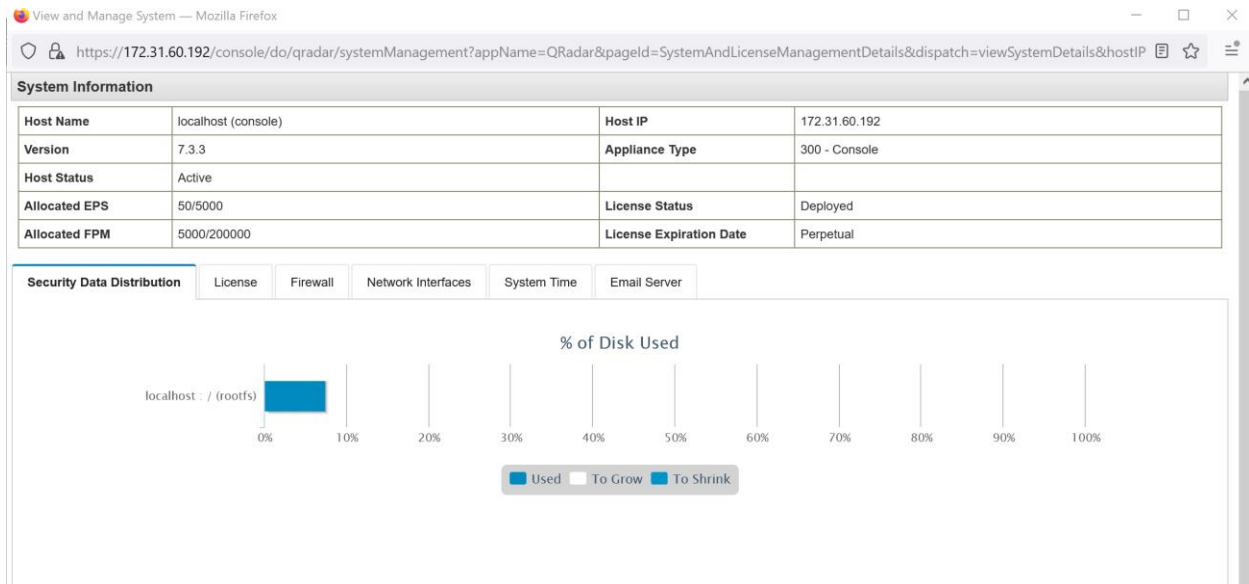 View and Manage System — Mozilla Firefox
https://172.31.60.192/console/do/qradar/systemManagement?appName=QRadar&pageId=SystemAndLicenseManagementDetails&dispatch=viewSystemDetails&hostIP
System Information
Host Name localhost (console) Host IP 172.31.60.192
Version 7.3.3 Appliance Type 300 - Console
Host Status Active
Allocated EPS 50/5000 License Status Deployed
Allocated FPM 5000/200000 License Expiration Date Perpetual
Security Data Distribution License Firewall Network Interfaces System Time Email Server
% of Disk Used
localhost : / (rootfs)
0% 10% 20% 30% 40% 50% 60% 70% 80% 90% 100%
Used To Grow To Shrink